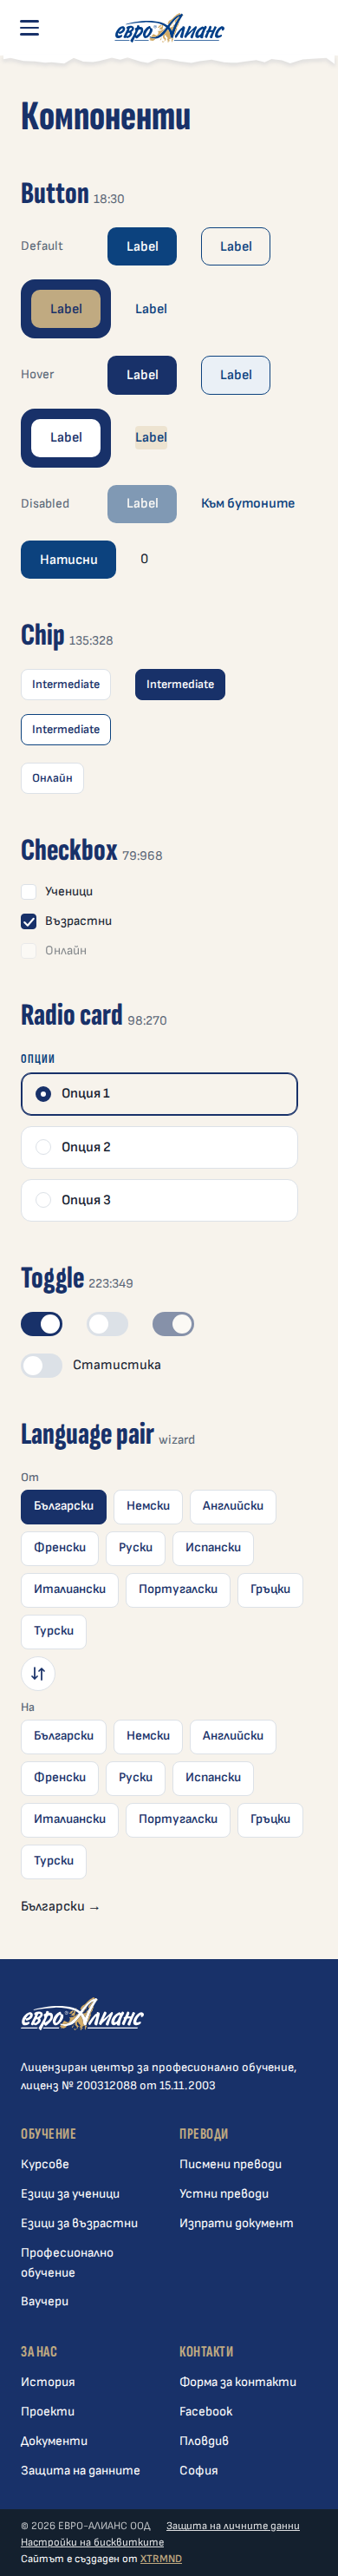 евроАлианс
Компоненти
Button 18:30
Default Label Label
Label Label
Hover Label Label
Label Label
Disabled Label Към бутоните
Натисни 0
Chip 135:328
Intermediate Intermediate
Intermediate
Онлайн
Checkbox 79:968
Ученици
Възрастни
Онлайн
Radio card 98:270
ОПЦИИ
Опция 1
Опция 2
Опция 3
Toggle 223:349
Статистика
Language pair wizard
От
Български Немски Английски
Френски Руски Испански
Италиански Португалски Гръцки
Турски
На
Български Немски Английски
Френски Руски Испански
Италиански Португалски Гръцки
Турски
Български →
евроАлианс
Лицензиран център за професионално обучение,
лиценз № 200312088 от 15.11.2003
ОБУЧЕНИЕ
Курсове
Езици за ученици
Езици за възрастни
Професионално
обучение
Ваучери
ПРЕВОДИ
Писмени преводи
Устни преводи
Изпрати документ
ЗА НАС
История
Проекти
Документи
Защита на данните
КОНТАКТИ
Форма за контакти
Facebook
Пловдив
София
© 2026 ЕВРО-АЛИАНС ООД Защита на личните данни
Настройки на бисквитките
Сайтът е създаден от XTRMND